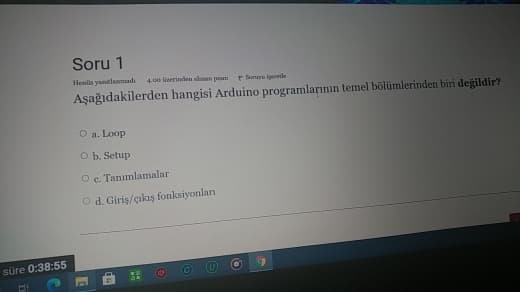 Soru 1
Henüz yanıtlanmadı 4,00 üzerinden alınan puan Soruyu işaretle
Aşağıdakilerden hangisi Arduino programlarının temel bölümlerinden biri değildir?
a. Loop
b. Setup
c. Tanımlamalar
d. Giriş/çıkış fonksiyonları
süre 0:38:55